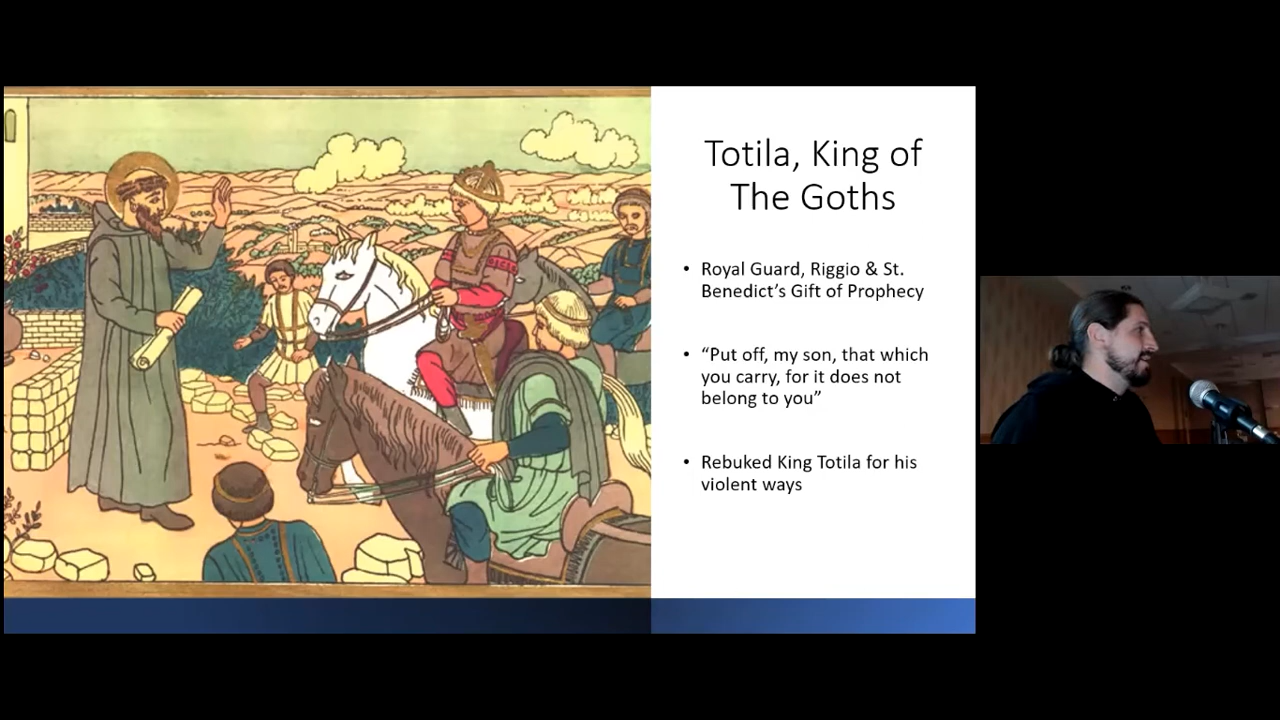 Totila, King of
The Goths
• Royal Guard, Riggio & St.
Benedict’s Gift of Prophecy
• “Put off, my son, that which
you carry, for it does not
belong to you”
• Rebuked King Totila for his
violent ways